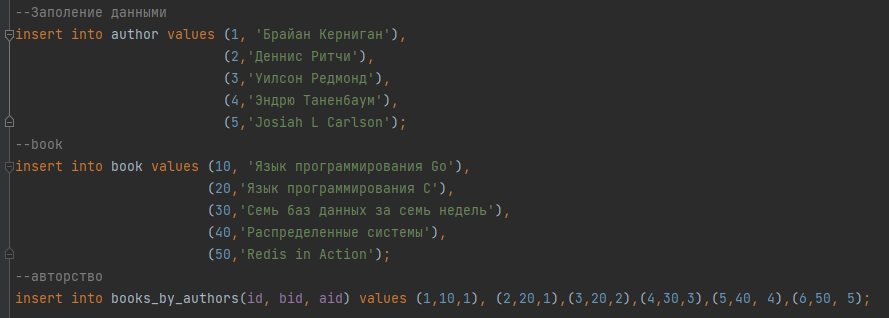 --Заполение данными
insert into author values (1, 'Брайан Керниган'),
(2,'Деннис Ритчи'),
(3,'Уилсон Редмонд'),
(4,'Эндрю Таненбаум'),
(5,'Josiah L Carlson');
--book
insert into book values (10, 'Язык программирования Go'),
(20,'Язык программирования C'),
(30,'Семь баз данных за семь недель'),
(40,'Распределенные системы'),
(50,'Redis in Action');
--авторство
insert into books_by_authors(id, bid, aid) values (1,10,1), (2,20,1),(3,20,2),(4,30,3),(5,40, 4),(6,50, 5);